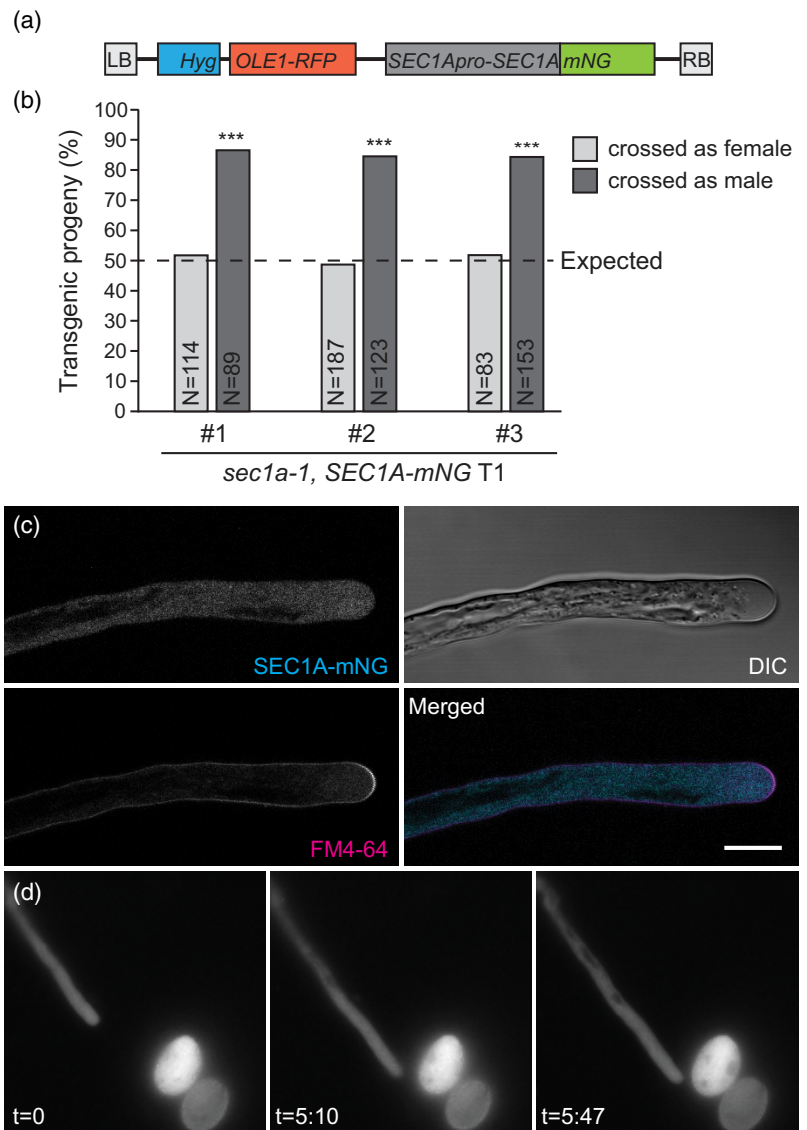 (a)
LB Hyg OLE1-RFP SEC1Apro-SEC1A mNG RB
(b)
Transgenic progeny (%)
100
90
80
70
60
50
40
30
20
10
0
*** *** ***
crossed as female
crossed as male
Expected
N=114 N=89 N=187 N=123 N=83 N=153
#1 #2 #3
sec1a-1, SEC1A-mNG T1
(c)
SEC1A-mNG
DIC
FM4-64
Merged
(d)
t=0
t=5:10
t=5:47